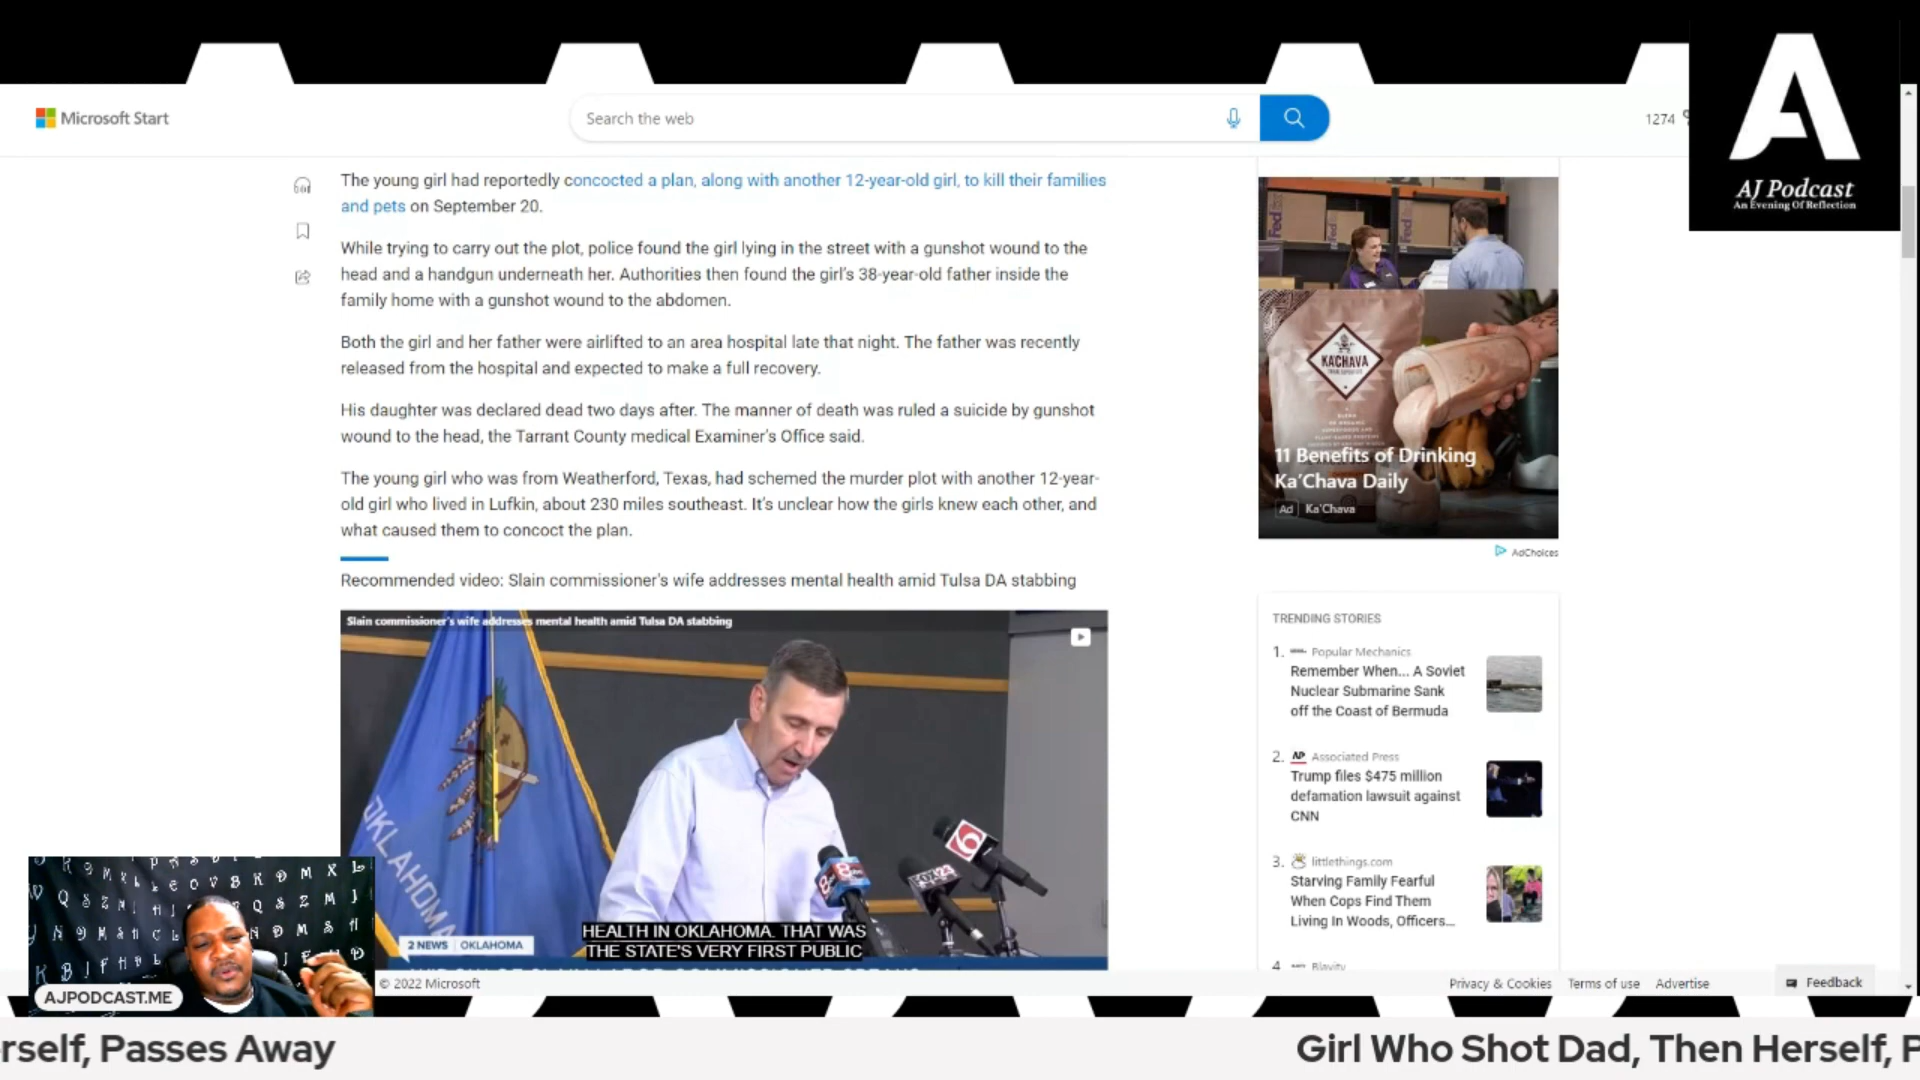 Microsoft Start
Search the web
1274
A
AJ Podcast
An Evening Of Reflection
The young girl had reportedly concocted a plan, along with another 12-year-old girl, to kill their families
and pets on September 20.
While trying to carry out the plot, police found the girl lying in the street with a gunshot wound to the
head and a handgun underneath her. Authorities then found the girl's 38-year-old father inside the
family home with a gunshot wound to the abdomen.
Both the girl and her father were airlifted to an area hospital late that night. The father was recently
released from the hospital and expected to make a full recovery.
His daughter was declared dead two days after. The manner of death was ruled a suicide by gunshot
wound to the head, the Tarrant County medical Examiner's Office said.
The young girl who was from Weatherford, Texas, had schemed the murder plot with another 12-year-
old girl who lived in Lufkin, about 230 miles southeast. It's unclear how the girls knew each other, and
what caused them to concoct the plan.
Recommended video: Slain commissioner's wife addresses mental health amid Tulsa DA stabbing
Slain commissioner's wife addresses mental health amid Tulsa DA stabbing
OKLAHOMA
6
8
FOX23
HEALTH IN OKLAHOMA. THAT WAS
THE STATE'S VERY FIRST PUBLIC
2 NEWS OKLAHOMA
FedEx
KA'CHAVA
11 Benefits of Drinking
Ka'Chava Daily
Ad Ka'Chava
AdChoices
TRENDING STORIES
1. Popular Mechanics
Remember When... A Soviet
Nuclear Submarine Sank
off the Coast of Bermuda
2. AP Associated Press
Trump files $475 million
defamation lawsuit against
CNN
3. littlethings.com
Starving Family Fearful
When Cops Find Them
Living In Woods, Officers...
4. Blavity
AJPODCAST.ME
© 2022 Microsoft
Privacy & Cookies Terms of use Advertise
Feedback
rself, Passes Away
Girl Who Shot Dad, Then Herself, P